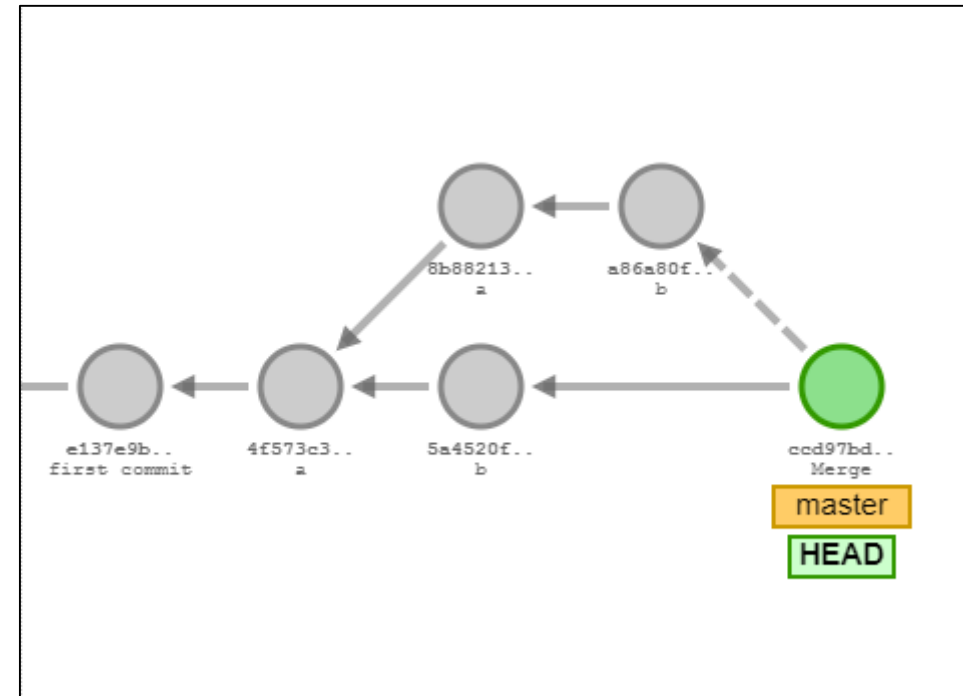 8b88213..
a
a86a80f..
b
e137e9b..
first commit
4f573c3..
a
5a4520f..
b
ccd97bd..
Merge
master
HEAD